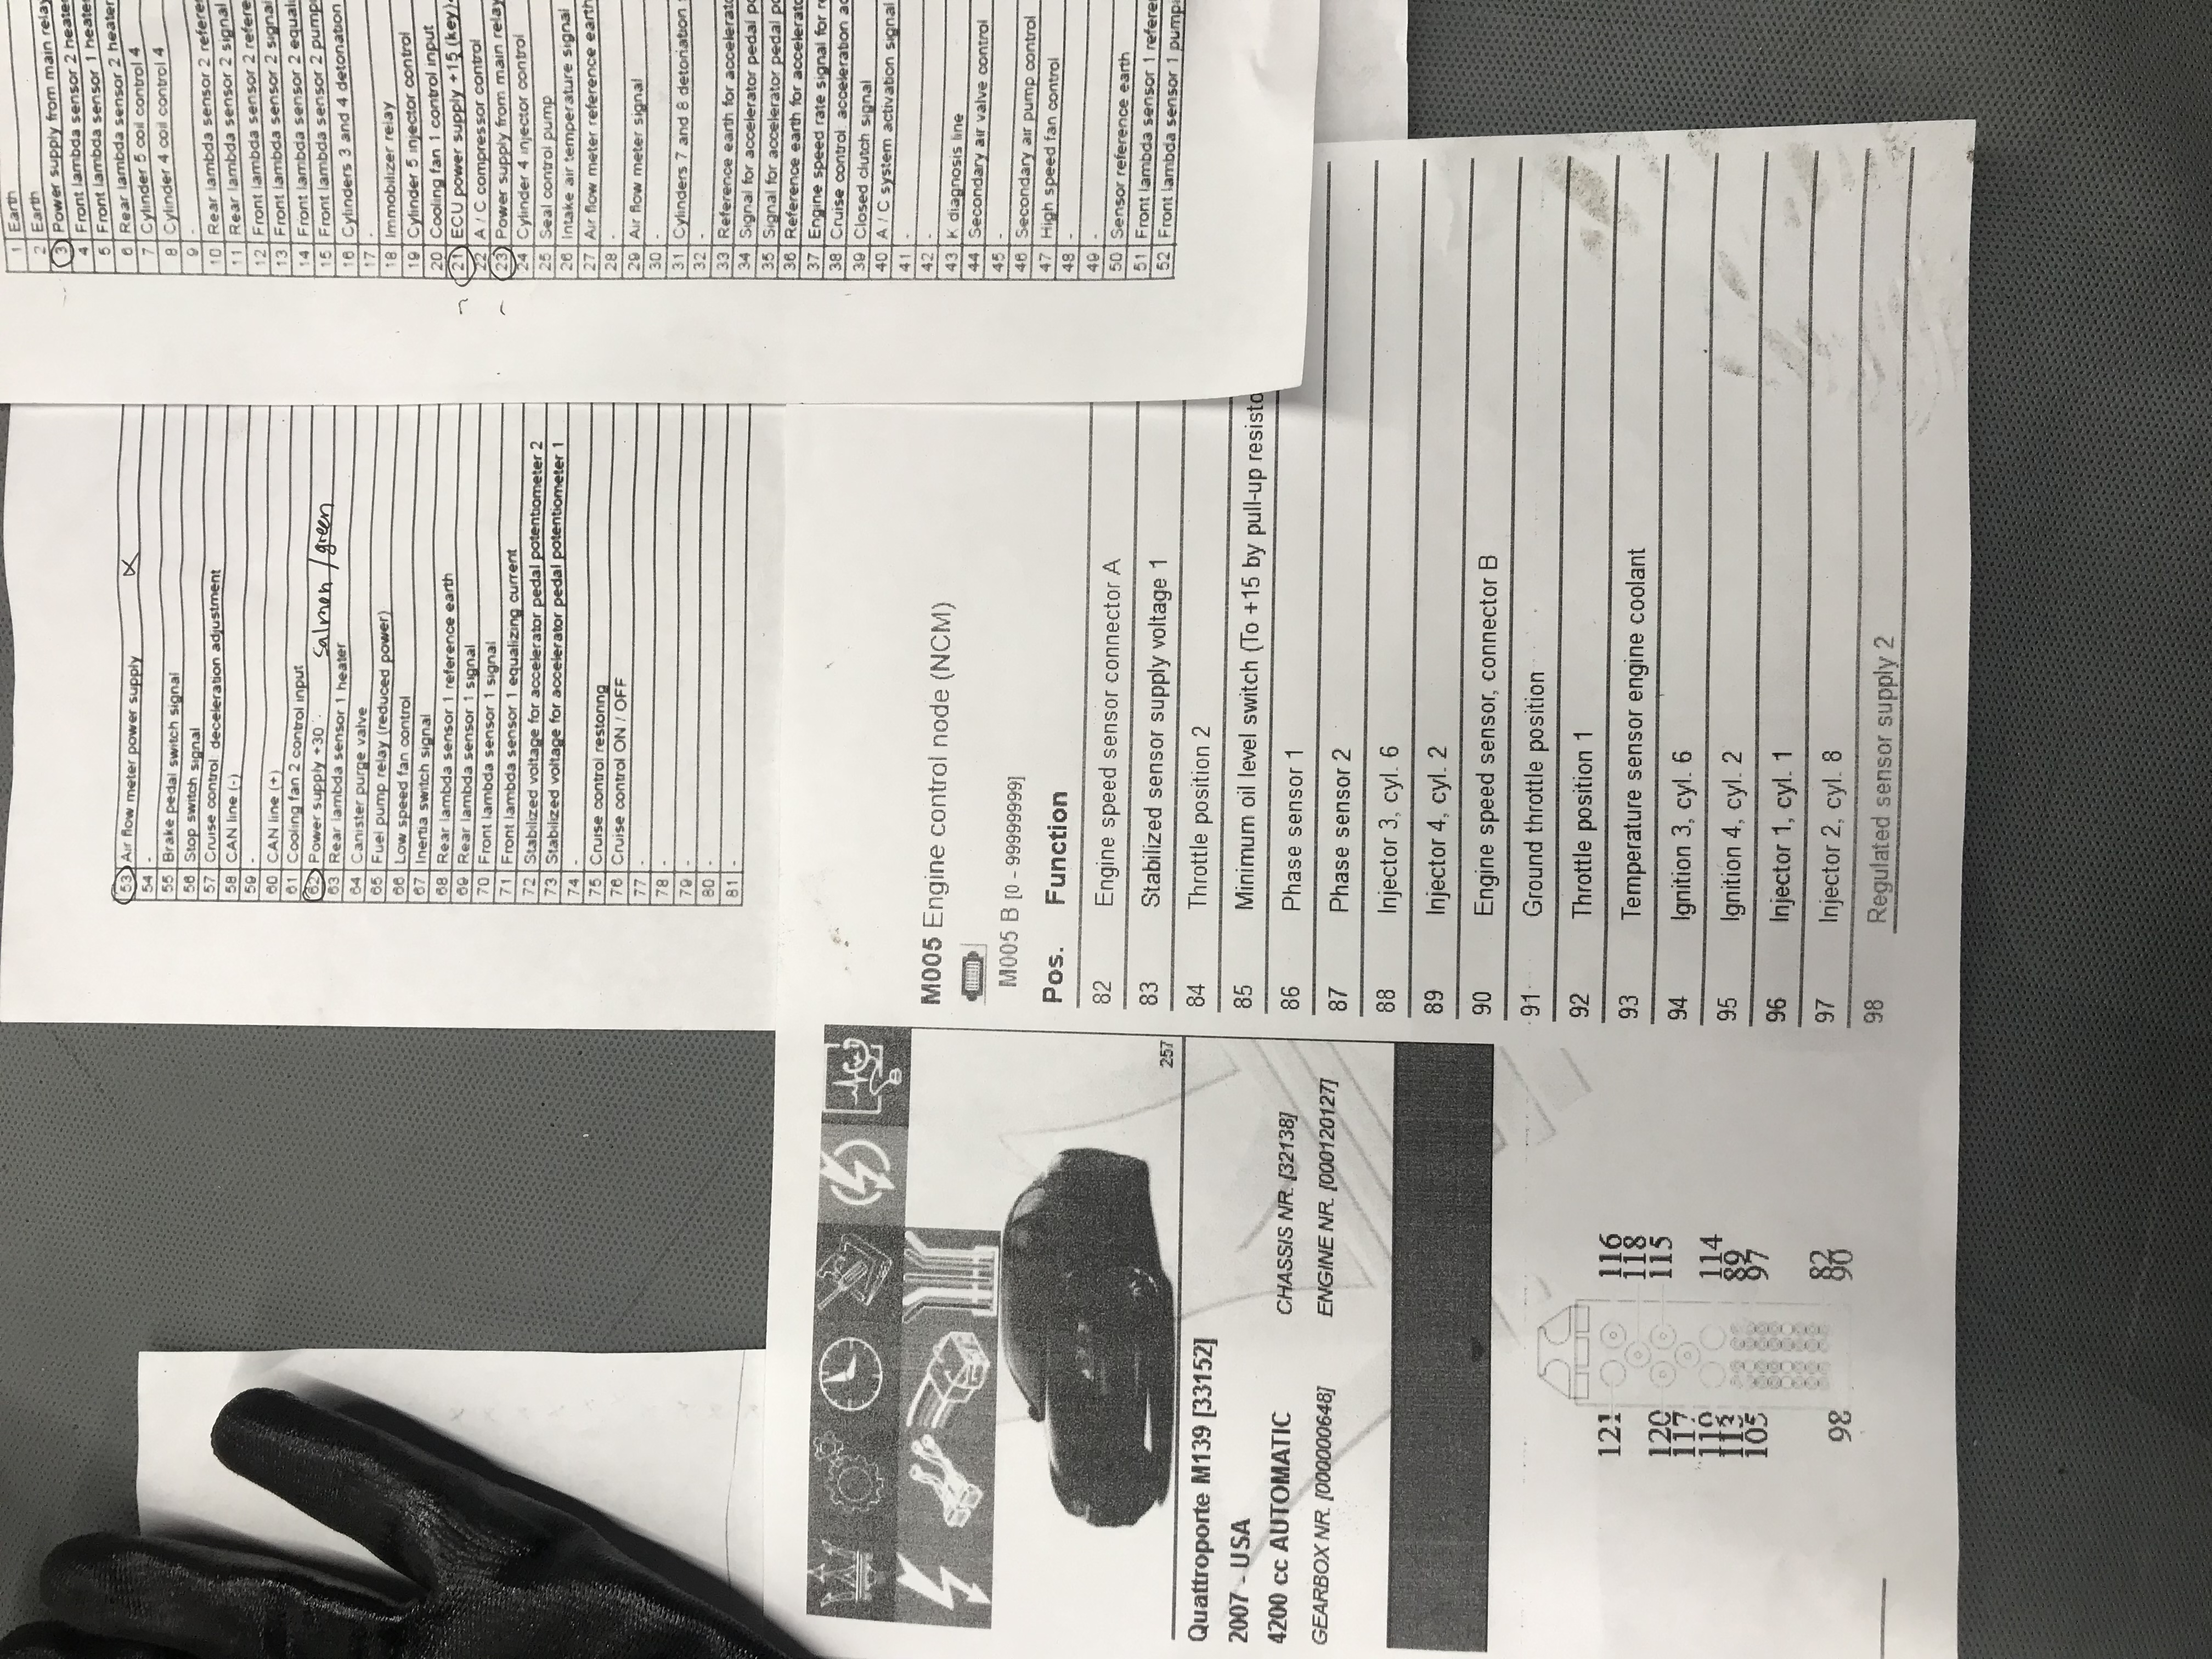 53 Air flow meter power supply
54 -
55 Brake pedal switch signal
56 Stop switch signal
57 Cruise control: deceleration adjustment
58 CAN line (-)
59 -
60 CAN line (+)
61 Cooling fan 2 control input
62 Power supply +30 salmon / green
63 Rear lambda sensor 1 heater
64 Canister purge valve
65 Fuel pump relay (reduced power)
66 Low speed fan control
67 Inertia switch signal
68 Rear lambda sensor 1 reference earth
69 Rear lambda sensor 1 signal
70 Front lambda sensor 1 signal
71 Front lambda sensor 1 equalizing current
72 Stabilized voltage for accelerator pedal potentiometer 2
73 Stabilized voltage for accelerator pedal potentiometer 1
74 -
75 Cruise control restoring
76 Cruise control ON / OFF
77 -
78 -
79 -
80 -
81 -
1 Earth
2 Earth
3 Power supply from main relay
4 Front lambda sensor 2 heater
5 Front lambda sensor 1 heater
6 Rear lambda sensor 2 heater
7 Cylinder 5 coil control 4
8 Cylinder 4 coil control 4
9 -
10 Rear lambda sensor 2 refere
11 Rear lambda sensor 2 signal
12 Front lambda sensor 2 refere
13 Front lambda sensor 2 signal
14 Front lambda sensor 2 equali
15 Front lambda sensor 2 pump
16 Cylinders 3 and 4 detonation
17 -
18 Immobilizer relay
19 Cylinder 5 injector control
20 Cooling fan 1 control input
21 ECU power supply +15 (key)
22 A / C compressor control
23 Power supply from main relay
24 Cylinder 4 injector control
25 Seal control pump
26 Intake air temperature signal
27 Air flow meter reference earth
28 -
29 Air flow meter signal
30 -
31 Cylinders 7 and 8 detonation
32 -
33 Reference earth for accelerato
34 Signal for accelerator pedal po
35 Signal for accelerator pedal po
36 Reference earth for accelerato
37 Engine speed rate signal for re
38 Cruise control: acceleration ad
39 Closed clutch signal
40 A / C system activation signal
41 -
42 -
43 K diagnosis line
44 Secondary air valve control
45 -
46 Secondary air pump control
47 High speed fan control
48 -
49 -
50 Sensor reference earth
51 Front lambda sensor 1 refere
52 Front lambda sensor 1 pump
257
Quattroporte M139 [33152]
2007 - USA
4200 cc AUTOMATIC CHASSIS NR. [32138]
GEARBOX NR. [000000648] ENGINE NR. [000120127]
121 116
118
120 115
117
119 114
113 89
105 97
82
98 90
M005 Engine control node (NCM)
M005 B [0 - 99999999]
Pos. Function
82 Engine speed sensor connector A
83 Stabilized sensor supply voltage 1
84 Throttle position 2
85 Minimum oil level switch (To +15 by pull-up resisto
86 Phase sensor 1
87 Phase sensor 2
88 Injector 3, cyl. 6
89 Injector 4, cyl. 2
90 Engine speed sensor, connector B
91 Ground throttle position
92 Throttle position 1
93 Temperature sensor engine coolant
94 Ignition 3, cyl. 6
95 Ignition 4, cyl. 2
96 Injector 1, cyl. 1
97 Injector 2, cyl. 8
98 Regulated sensor supply 2